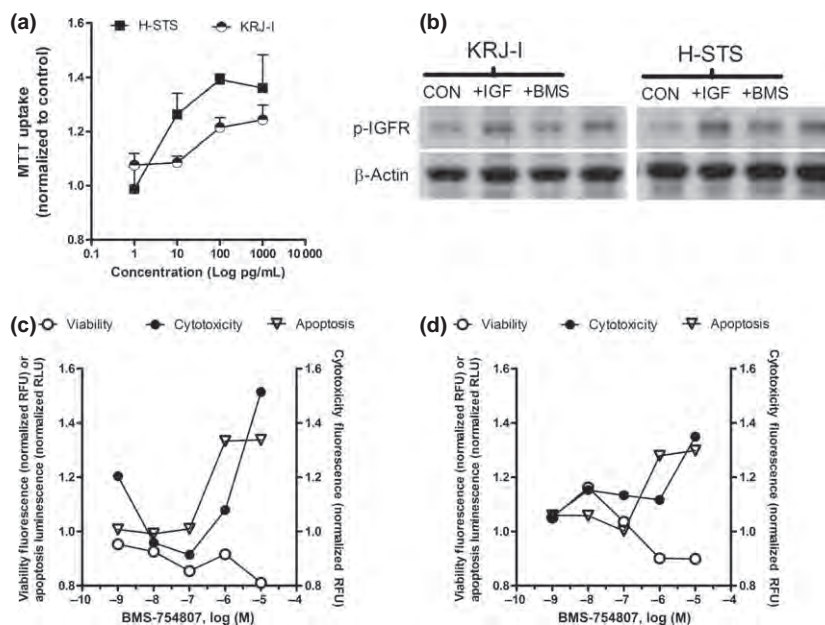 (a)
H-STS
KRJ-I
1.6
1.4
1.2
1.0
0.8
MTT uptake
(normalized to control)
0.1
1
10
100
1000
10 000
Concentration (Log pg/mL)
(b)
KRJ-I
H-STS
CON +IGF +BMS
CON +IGF +BMS
p-IGFR
β-Actin
(c)
Viability
Cytotoxicity
Apoptosis
Viability fluorescence (normalized RFU) or
apoptosis luminescence (normalized RLU)
1.6
1.4
1.2
1.0
0.8
1.6
1.4
1.2
1.0
0.8
Cytotoxicity fluorescence
(normalized RFU)
–10
–9
–8
–7
–6
–5
–4
BMS-754807, log (M)
(d)
Viability
Cytotoxicity
Apoptosis
Viability fluorescence (normalized RFU) or
apoptosis luminescence (normalized RLU)
1.6
1.4
1.2
1.0
0.8
1.6
1.4
1.2
1.0
0.8
Cytotoxicity fluorescence
(normalized RFU)
–10
–9
–8
–7
–6
–5
–4
BMS-754807, log (M)